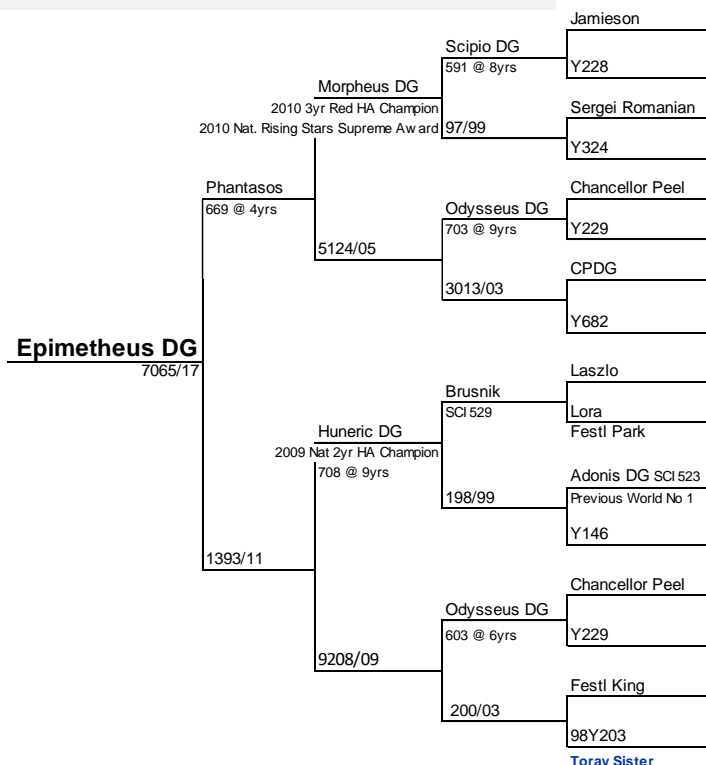 Jamieson
Scipio DG
591 @ 8yrs
Y228
Morpheus DG
2010 3yr Red HA Champion
Sergei Romanian
2010 Nat. Rising Stars Supreme Award
97/99
Y324
Phantasos
669 @ 4yrs
Chancellor Peel
Odysseus DG
703 @ 9yrs
Y229
5124/05
CPDG
3013/03
Y682
Epimetheus DG
7065/17
Laszlo
Brusnik
SCI 529
Lora
Festl Park
Huneric DG
2009 Nat 2yr HA Champion
708 @ 9yrs
Adonis DG SCI 523
Previous World No 1
198/99
Y146
1393/11
Chancellor Peel
Odysseus DG
603 @ 6yrs
Y229
9208/09
Festl King
200/03
98Y203
Toray Sister